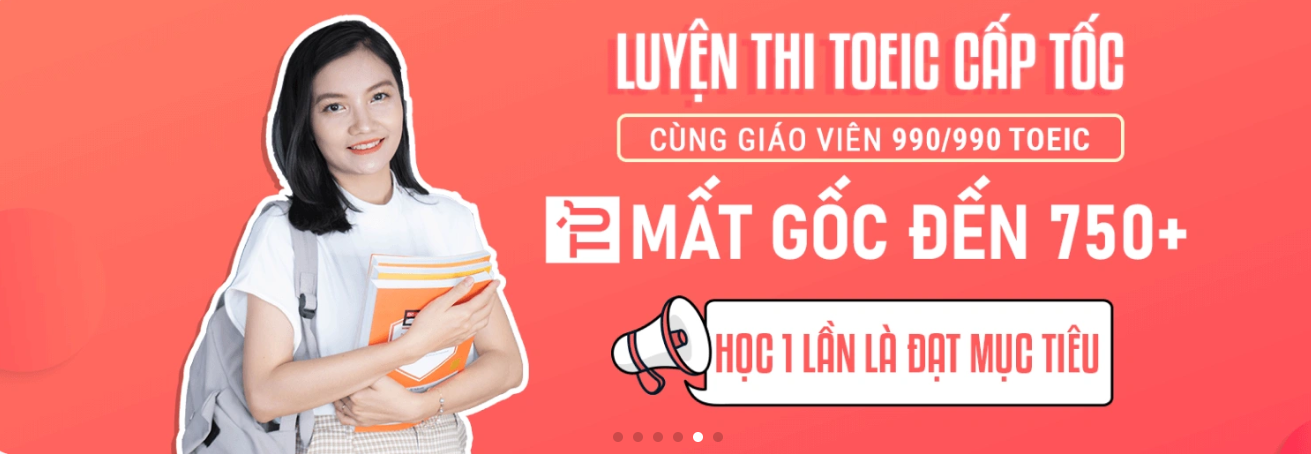 LUYỆN THI TOEIC CẤP TỐC
CÙNG GIÁO VIÊN 990/990 TOEIC
TỪ MẤT GỐC ĐẾN 750+
HỌC 1 LẦN LÀ ĐẠT MỤC TIÊU